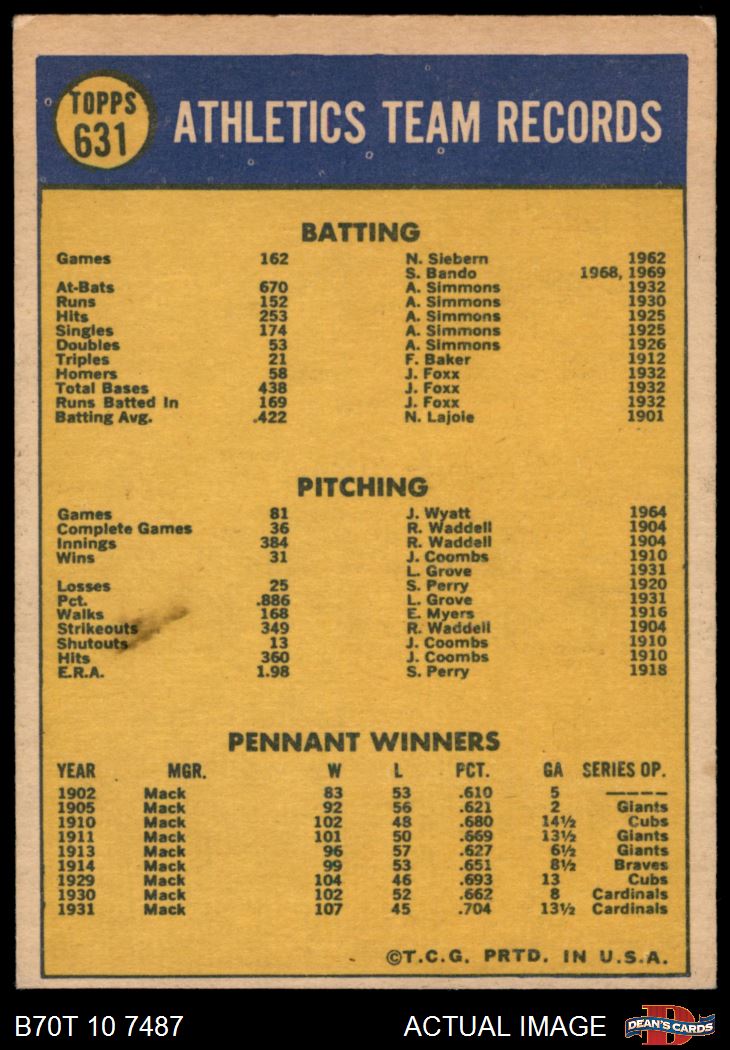 TOPPS
631
ATHLETICS TEAM RECORDS
BATTING
Games 162 N. Siebern 1962
S. Bando 1968, 1969
At-Bats 670 A. Simmons 1932
Runs 152 A. Simmons 1930
Hits 253 A. Simmons 1925
Singles 174 A. Simmons 1925
Doubles 53 A. Simmons 1926
Triples 21 F. Baker 1912
Homers 58 J. Foxx 1932
Total Bases 438 J. Foxx 1932
Runs Batted In 169 J. Foxx 1932
Batting Avg. .422 N. Lajoie 1901
PITCHING
Games 81 J. Wyatt 1964
Complete Games 36 R. Waddell 1904
Innings 384 R. Waddell 1904
Wins 31 J. Coombs 1910
L. Grove 1931
Losses 25 S. Perry 1920
Pct. .886 L. Grove 1931
Walks 168 E. Myers 1916
Strikeouts 349 R. Waddell 1904
Shutouts 13 J. Coombs 1910
Hits 360 J. Coombs 1910
E.R.A. 1.98 S. Perry 1918
PENNANT WINNERS
YEAR MGR. W L PCT. GA SERIES OP.
1902 Mack 83 53 .610 5 -----
1905 Mack 92 56 .621 2 Giants
1910 Mack 102 48 .680 14½ Cubs
1911 Mack 101 50 .669 13½ Giants
1913 Mack 96 57 .627 6½ Giants
1914 Mack 99 53 .651 8½ Braves
1929 Mack 104 46 .693 13 Cubs
1930 Mack 102 52 .662 8 Cardinals
1931 Mack 107 45 .704 13½ Cardinals
©T.C.G. PRTD. IN U.S.A.
B70T 10 7487 ACTUAL IMAGE DEAN'S CARDS